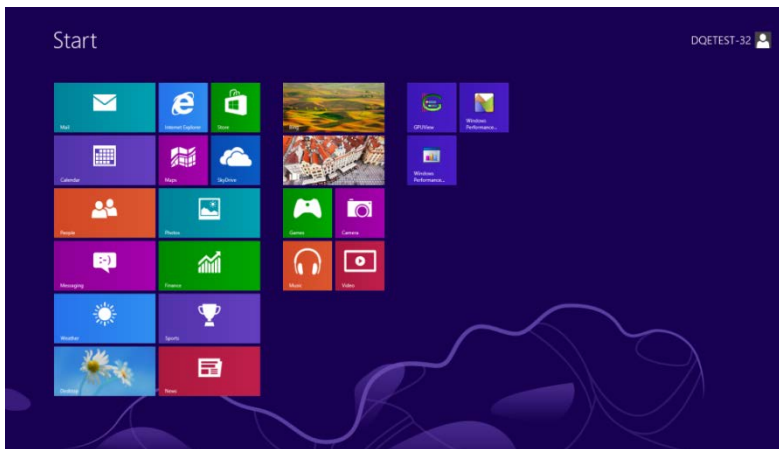 Start
DQETEST-32
Mail
Internet Explorer
Store
Bing
GPUView
Windows
Performance...
Calendar
Maps
SkyDrive
Windows
Performance...
People
Photos
Games
Camera
Messaging
Finance
Music
Video
Weather
Sports
Desktop
News